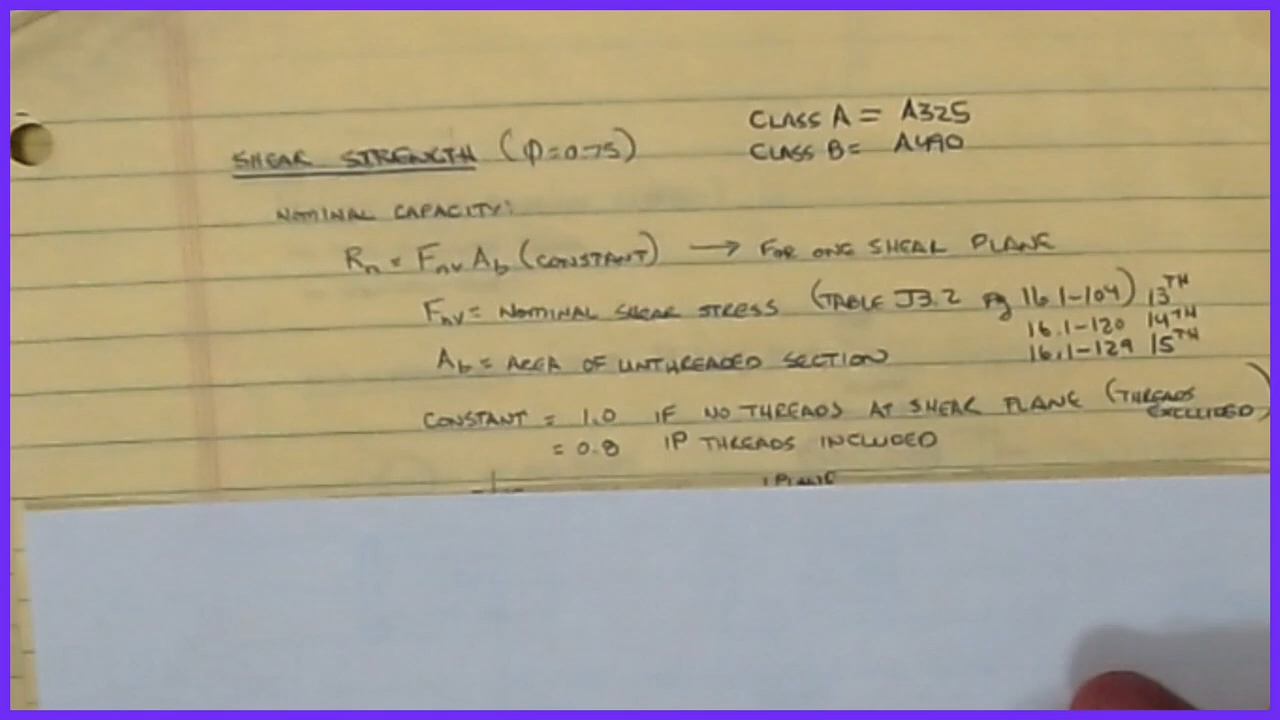 CLASS A = A325
CLASS B = A490
SHEAR STRENGTH (Φ=0.75)
NOMINAL CAPACITY:
Rn = Fnv Ab (CONSTANT) → FOR ONE SHEAR PLANE
Fnv = NOMINAL SHEAR STRESS (TABLE J3.2 pg 16.1-104) 13TH
16.1-120 14TH
16.1-129 15TH
Ab = AREA OF UNTHREADED SECTION
CONSTANT = 1.0 IF NO THREADS AT SHEAR PLANE (THREADS EXCLUDED)
= 0.8 IF THREADS INCLUDED